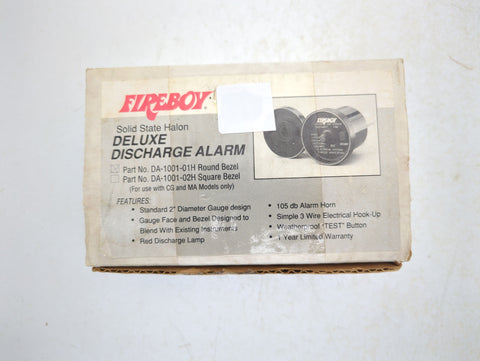 FIREBOY
Solid State Halon
DELUXE
DISCHARGE ALARM
Part No. DA-1001-01H Round Bezel
Part No. DA-1001-02H Square Bezel
(For use with CG and MA Models only)
FEATURES:
• Standard 2" Diameter Gauge design
• Gauge Face and Bezel Designed to
Blend With Existing Instruments
• Red Discharge Lamp
• 105 db Alarm Horn
• Simple 3 Wire Electrical Hook-Up
• Weatherproof "TEST" Button
• 1 Year Limited Warranty
FIREBOY